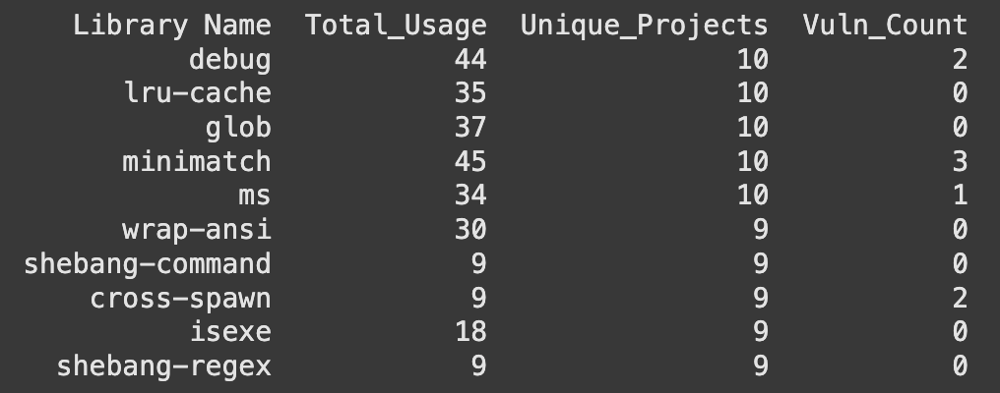 Library Name Total_Usage Unique_Projects Vuln_Count
debug 44 10 2
lru-cache 35 10 0
glob 37 10 0
minimatch 45 10 3
ms 34 10 1
wrap-ansi 30 9 0
shebang-command 9 9 0
cross-spawn 9 9 2
isexe 18 9 0
shebang-regex 9 9 0